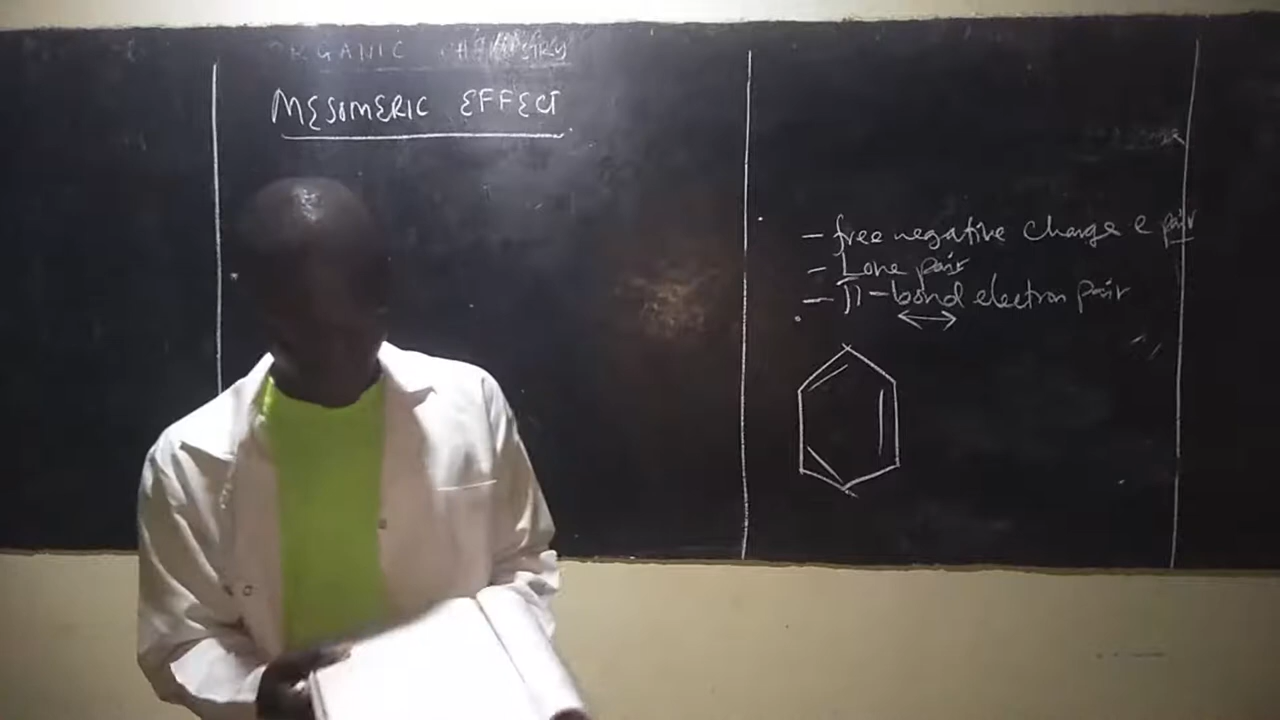 ORGANIC CHEMISTRY
MESOMERIC EFFECT
- free negative charge e pair
- Lone pair
- π-bond electron pair